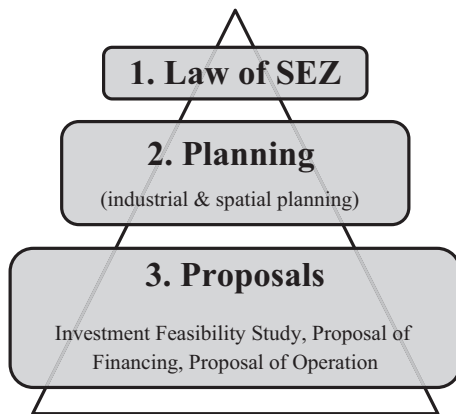 1. Law of SEZ
2. Planning
(industrial & spatial planning)
3. Proposals
Investment Feasibility Study, Proposal of
Financing, Proposal of Operation